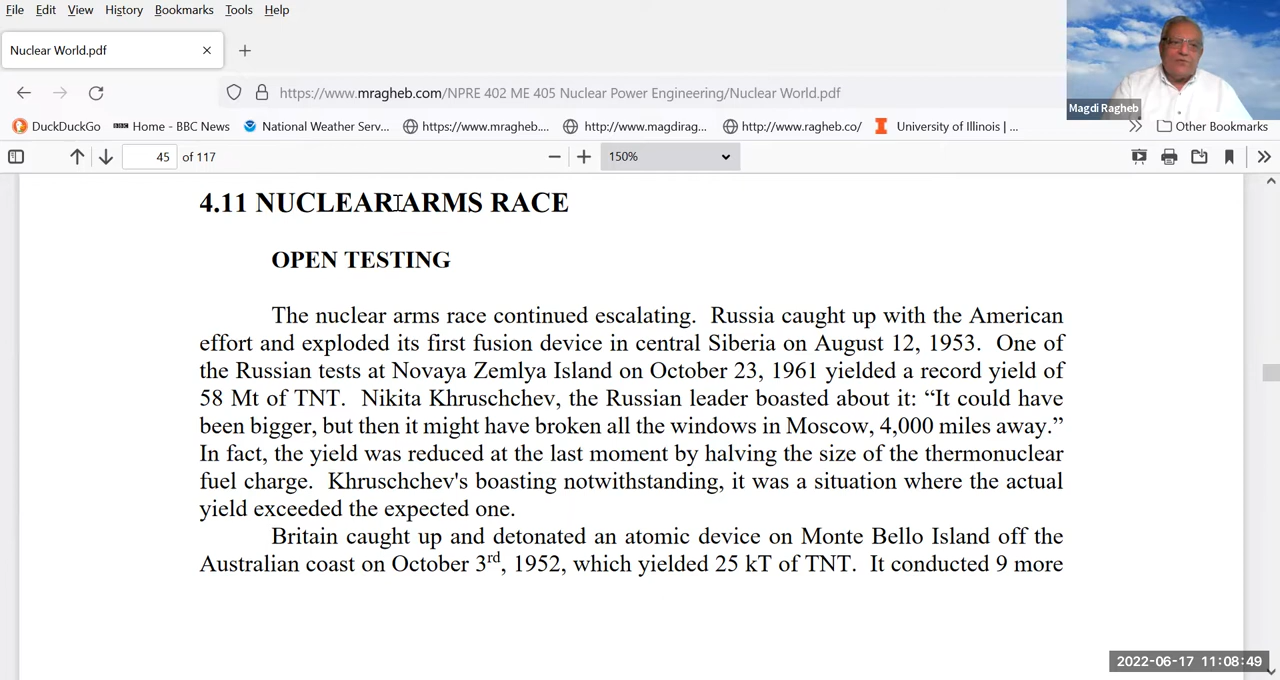 File Edit View History Bookmarks Tools Help
Nuclear World.pdf
https://www.mragheb.com/NPRE 402 ME 405 Nuclear Power Engineering/Nuclear World.pdf
Magdi Ragheb
DuckDuckGo BBC Home - BBC News National Weather Serv... https://www.mragheb.... http://www.magdirag... http://www.ragheb.co/ University of Illinois | ... Other Bookmarks
45 of 117 150%
4.11 NUCLEAR ARMS RACE
OPEN TESTING
The nuclear arms race continued escalating. Russia caught up with the American
effort and exploded its first fusion device in central Siberia on August 12, 1953. One of
the Russian tests at Novaya Zemlya Island on October 23, 1961 yielded a record yield of
58 Mt of TNT. Nikita Khruschchev, the Russian leader boasted about it: “It could have
been bigger, but then it might have broken all the windows in Moscow, 4,000 miles away.”
In fact, the yield was reduced at the last moment by halving the size of the thermonuclear
fuel charge. Khruschchev's boasting notwithstanding, it was a situation where the actual
yield exceeded the expected one.
Britain caught up and detonated an atomic device on Monte Bello Island off the
Australian coast on October 3rd, 1952, which yielded 25 kT of TNT. It conducted 9 more
2022-06-17 11:08:49